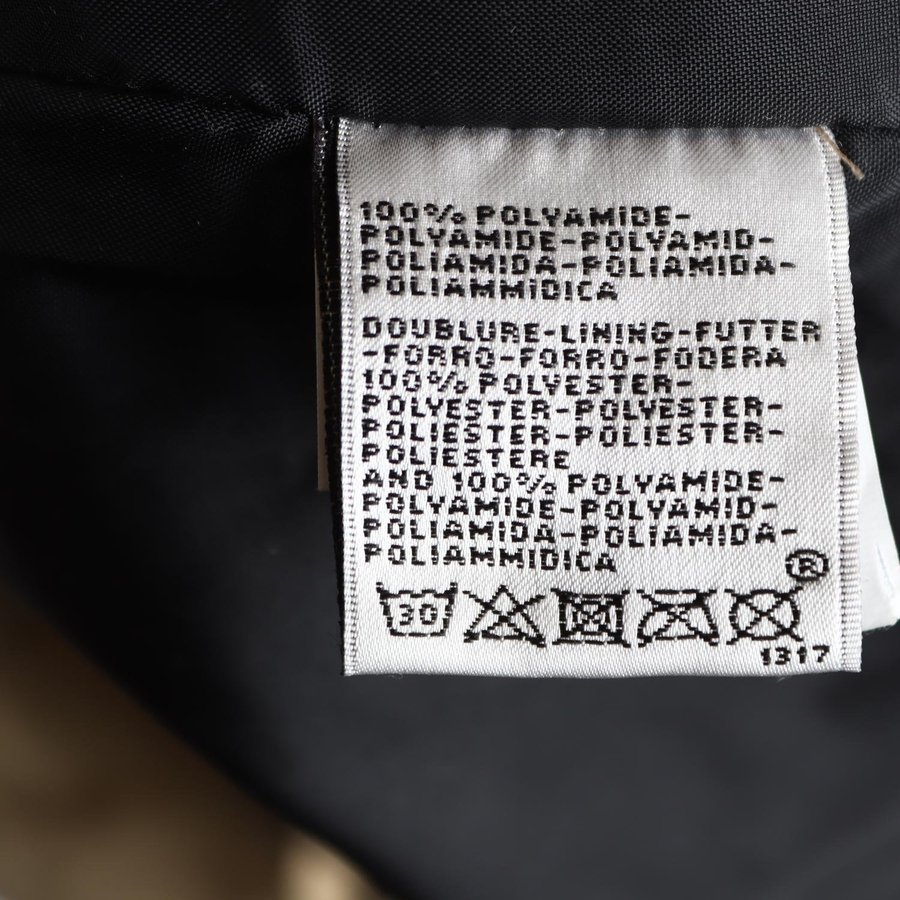 100% POLYAMIDE-
POLYAMIDE-POLYAMID-
POLIAMIDA-POLIAMIDA-
POLIAMMIDICA
DOUBLURE-LINING-FUTTER
-FORRO-FORRO-FODERA
100% POLYESTER-
POLYESTER-POLYESTER-
POLIESTER-POLIESTER-
POLIESTERE
AND 100% POLYAMIDE-
POLYAMIDE-POLYAMID-
POLIAMIDA-POLIAMIDA-
POLIAMMIDICA
®
30
1317